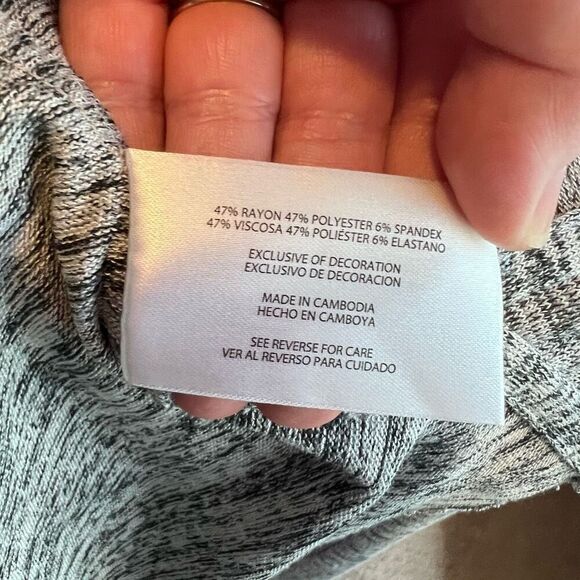 47% RAYON 47% POLYESTER 6% SPANDEX
47% VISCOSA 47% POLIÉSTER 6% ELASTANO
EXCLUSIVE OF DECORATION
EXCLUSIVO DE DECORACION
MADE IN CAMBODIA
HECHO EN CAMBOYA
SEE REVERSE FOR CARE
VER AL REVERSO PARA CUIDADO